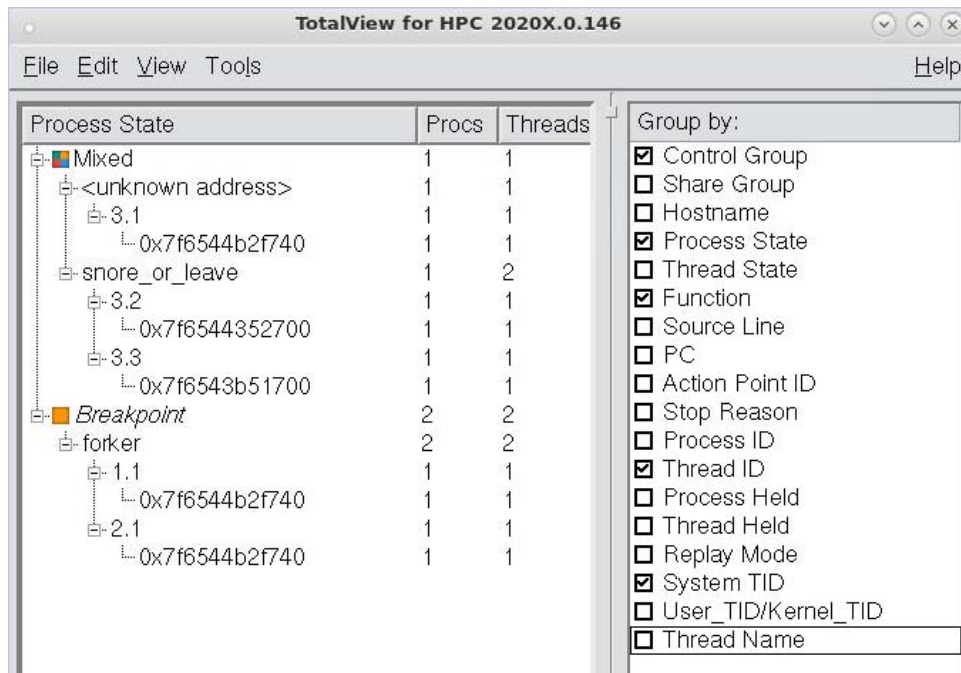 TotalView for HPC 2020X.0.146
File Edit View Tools Help
Process State Procs Threads
Mixed 1 1
<unknown address> 1 1
3.1 1 1
0x7f6544b2f740 1 1
snore_or_leave 1 2
3.2 1 1
0x7f6544352700 1 1
3.3 1 1
0x7f6543b51700 1 1
Breakpoint 2 2
forker 2 2
1.1 1 1
0x7f6544b2f740 1 1
2.1 1 1
0x7f6544b2f740 1 1
Group by:
Control Group
Share Group
Hostname
Process State
Thread State
Function
Source Line
PC
Action Point ID
Stop Reason
Process ID
Thread ID
Process Held
Thread Held
Replay Mode
System TID
User_TID/Kernel_TID
Thread Name